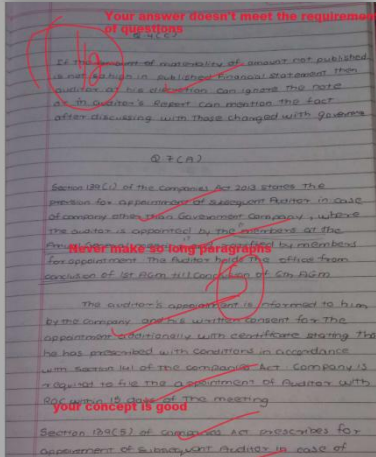 Your answer doesn't meet the requiremen
of questions
If the amount of materiality of amount not published
is not in published financial statement then
auditor at his discretion can ignore the note
or in auditor's Report can mention the fact
after discussing with those charged with governce
Q 7 (A)
Section 139(1) of the Companies Act 2013 states the
provision for appointment of subsequent Auditor in case
of company other than Government company, where
the auditor is appointed by the members at the
Never make so long paragraphs
by members
for appointment. The Auditor holds the office from
conclusion of 1st AGM till conclusion of 6th AGM
5
The auditor's appointment is informed to him
by the company and his written consent for the
appointment additionally with certificate stating tha
he has prescribed with conditions in accordance
with section 141 of the companies Act. Company is
required to file the appointment of Auditor with
ROC within 15 days of the meeting
your concept is good
Section 139(5) of companies Act prescribes for
appointment of subsequent Auditor in case of